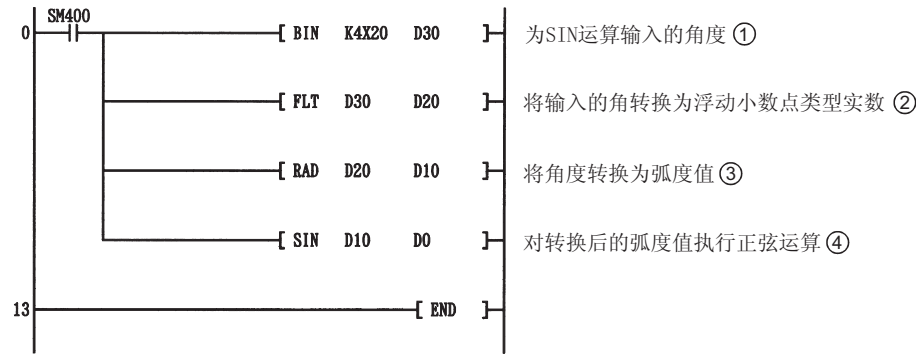 SM400
0 [ BIN K4X20 D30 ] 为SIN运算输入的角度 ①
[ FLT D30 D20 ] 将输入的角转换为浮动小数点类型实数 ②
[ RAD D20 D10 ] 将角度转换为弧度值 ③
[ SIN D10 D0 ] 对转换后的弧度值执行正弦运算 ④
13 [ END ]